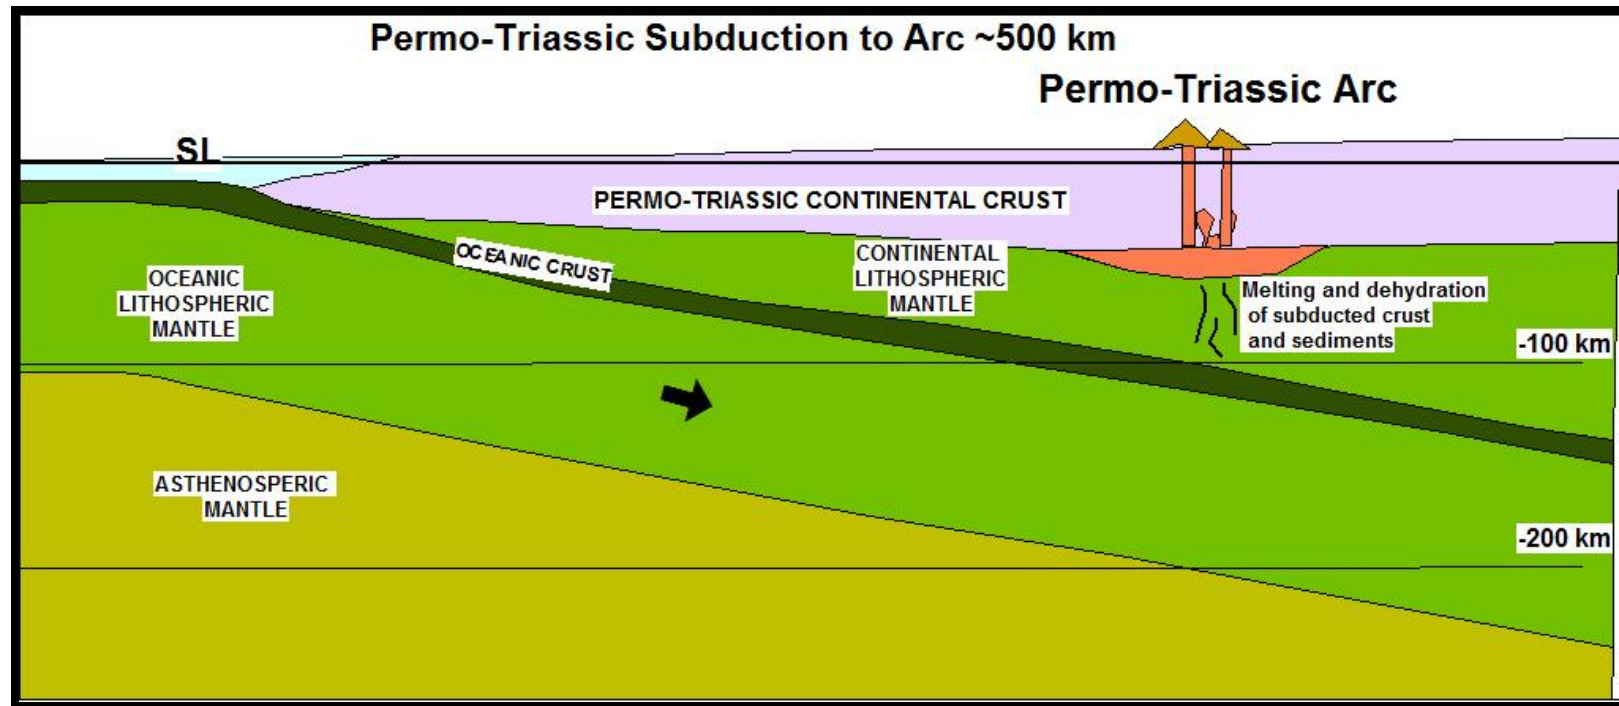 Permo-Triassic Subduction to Arc ~500 km
Permo-Triassic Arc
SL
PERMO-TRIASSIC CONTINENTAL CRUST
OCEANIC CRUST
CONTINENTAL
LITHOSPHERIC
MANTLE
OCEANIC
LITHOSPHERIC
MANTLE
Melting and dehydration
of subducted crust
and sediments
-100 km
ASTHENOSPERIC
MANTLE
-200 km